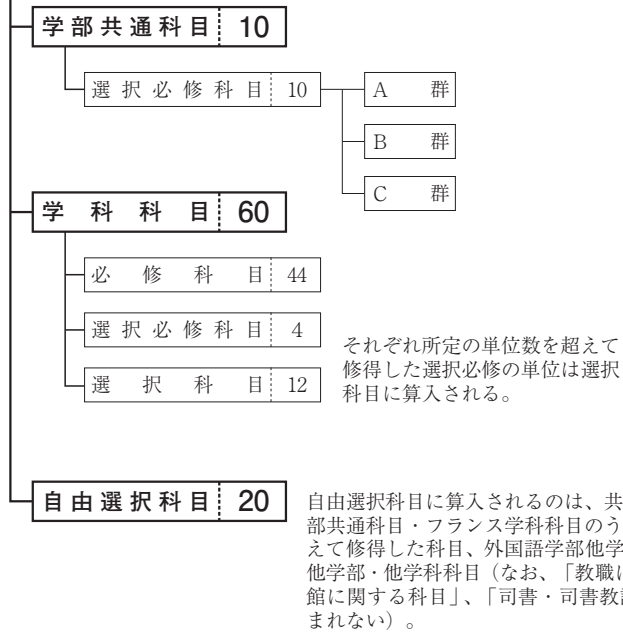 学部共通科目 10
選択必修科目 10
A 群
B 群
C 群
学科科目 60
必修科目 44
選択必修科目 4
選択科目 12
それぞれ所定の単位数を超えて
修得した選択必修の単位は選択
科目に算入される。
自由選択科目 20
自由選択科目に算入されるのは、共
部共通科目・フランス学科科目のう
えて修得した科目、外国語学部他学
他学部・他学科科目（なお、「教職に
館に関する科目」、「司書・司書教諭
まれない）。